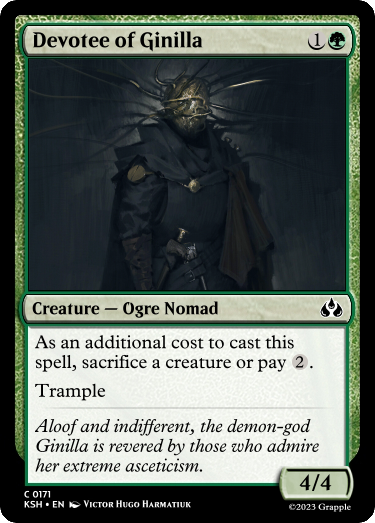 Devotee of Ginilla 1
Creature — Ogre Nomad
As an additional cost to cast this
spell, sacrifice a creature or pay 2.
Trample
Aloof and indifferent, the demon-god
Ginilla is revered by those who admire
her extreme asceticism.
4/4
C 0171
KSH • EN Victor Hugo Harmatiuk
©2023 Grapple